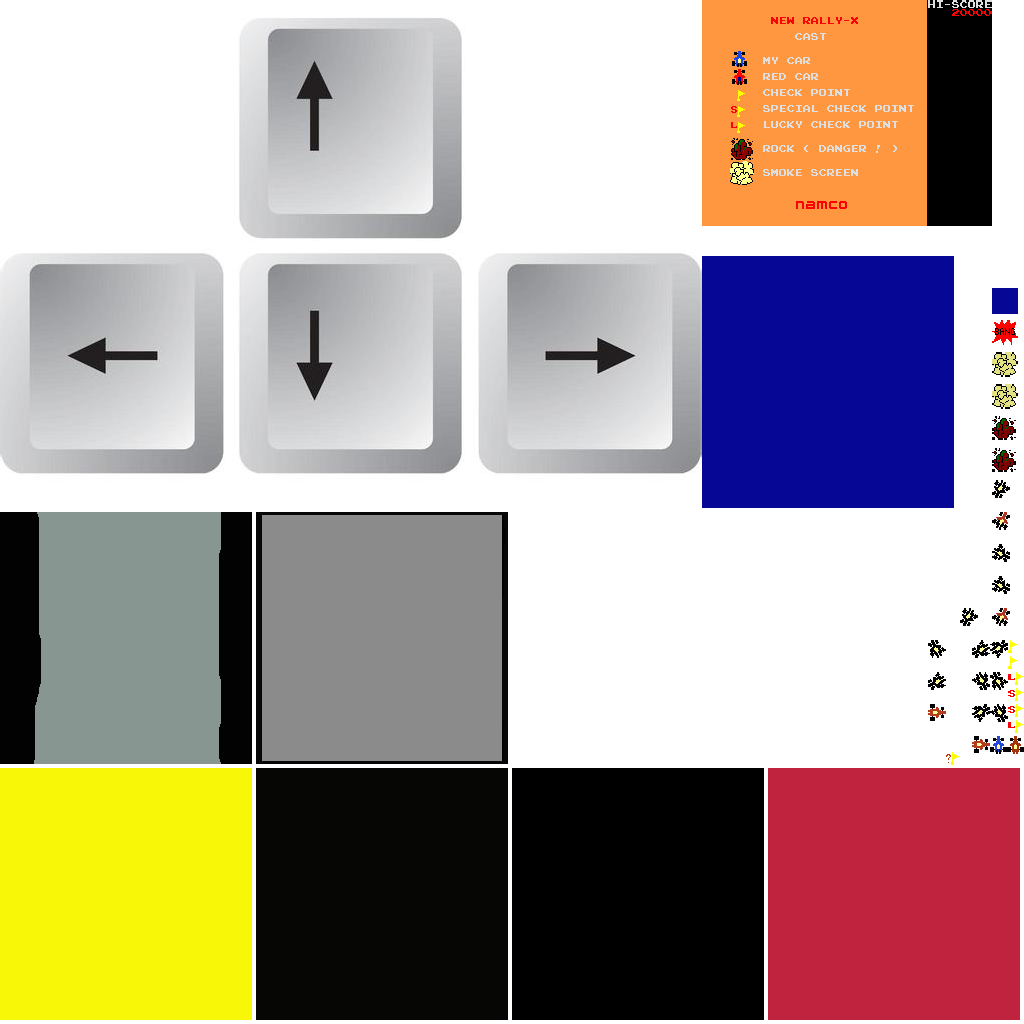 HI-SCORE
20000
NEW RALLY-X
CAST
MY CAR
RED CAR
CHECK POINT
S SPECIAL CHECK POINT
L LUCKY CHECK POINT
ROCK ( DANGER ! )
SMOKE SCREEN
namco
BANG
L
S
S
L
?